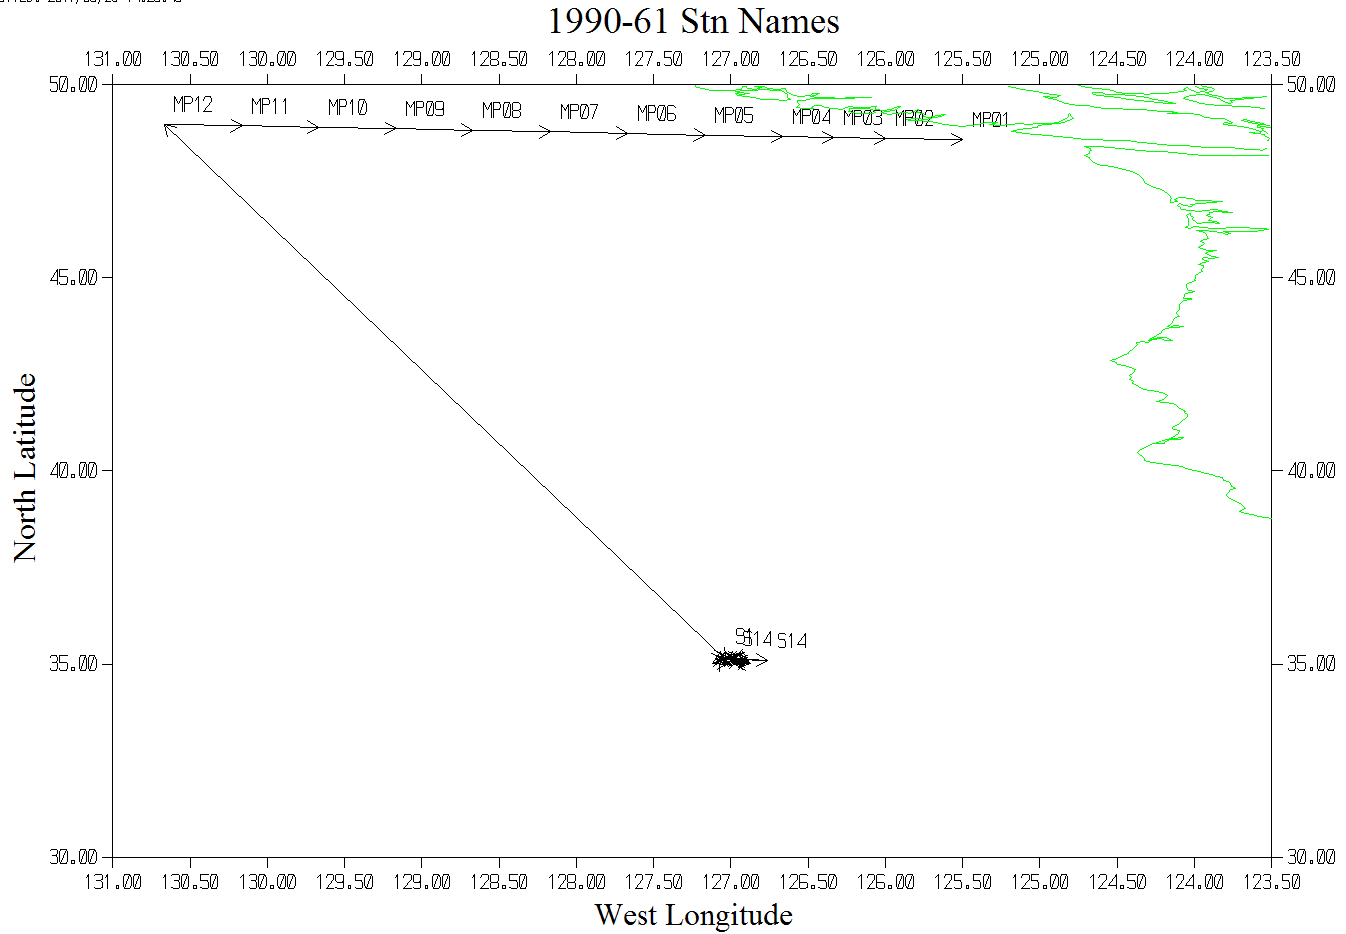 1990-61 Stn Names
131.00 130.50 130.00 129.50 129.00 128.50 128.00 127.50 127.00 126.50 126.00 125.50 125.00 124.50 124.00 123.50
50.00 50.00
MP12 MP11 MP10 MP09 MP08 MP07 MP06 MP05 MP04 MP03 MP02 MP01
45.00 45.00
North Latitude
40.00 40.00
S14 S14
35.00 35.00
30.00 30.00
131.00 130.50 130.00 129.50 129.00 128.50 128.00 127.50 127.00 126.50 126.00 125.50 125.00 124.50 124.00 123.50
West Longitude